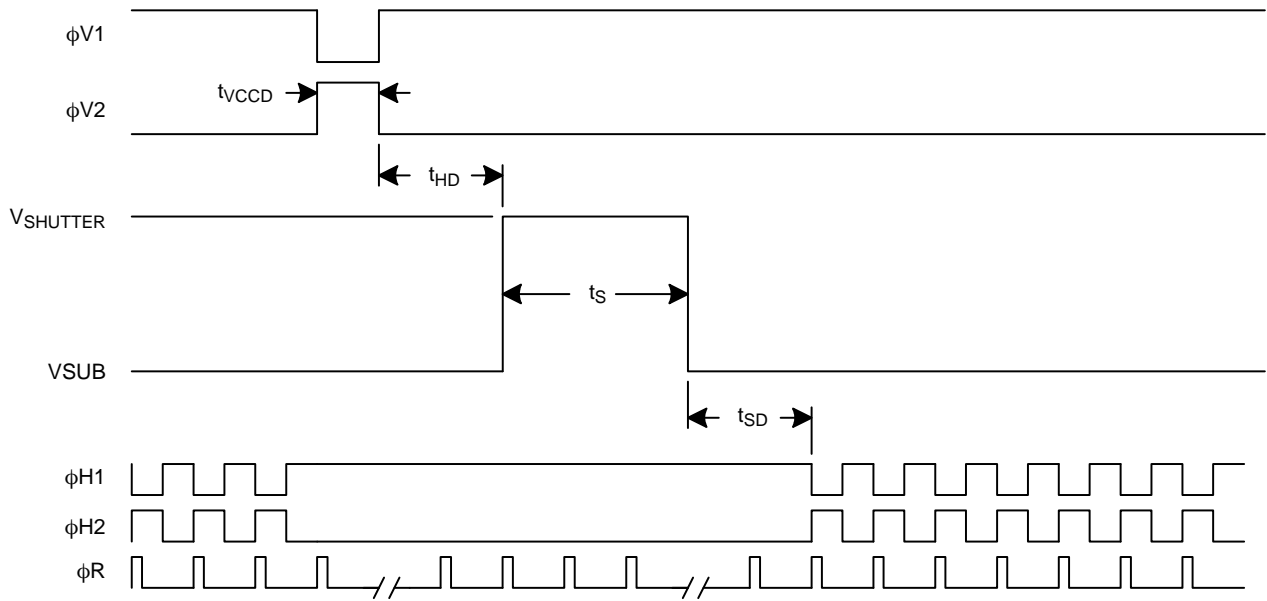 ϕV1
tVCCD
ϕV2
tHD
VSHUTTER
tS
VSUB
tSD
ϕH1
ϕH2
ϕR